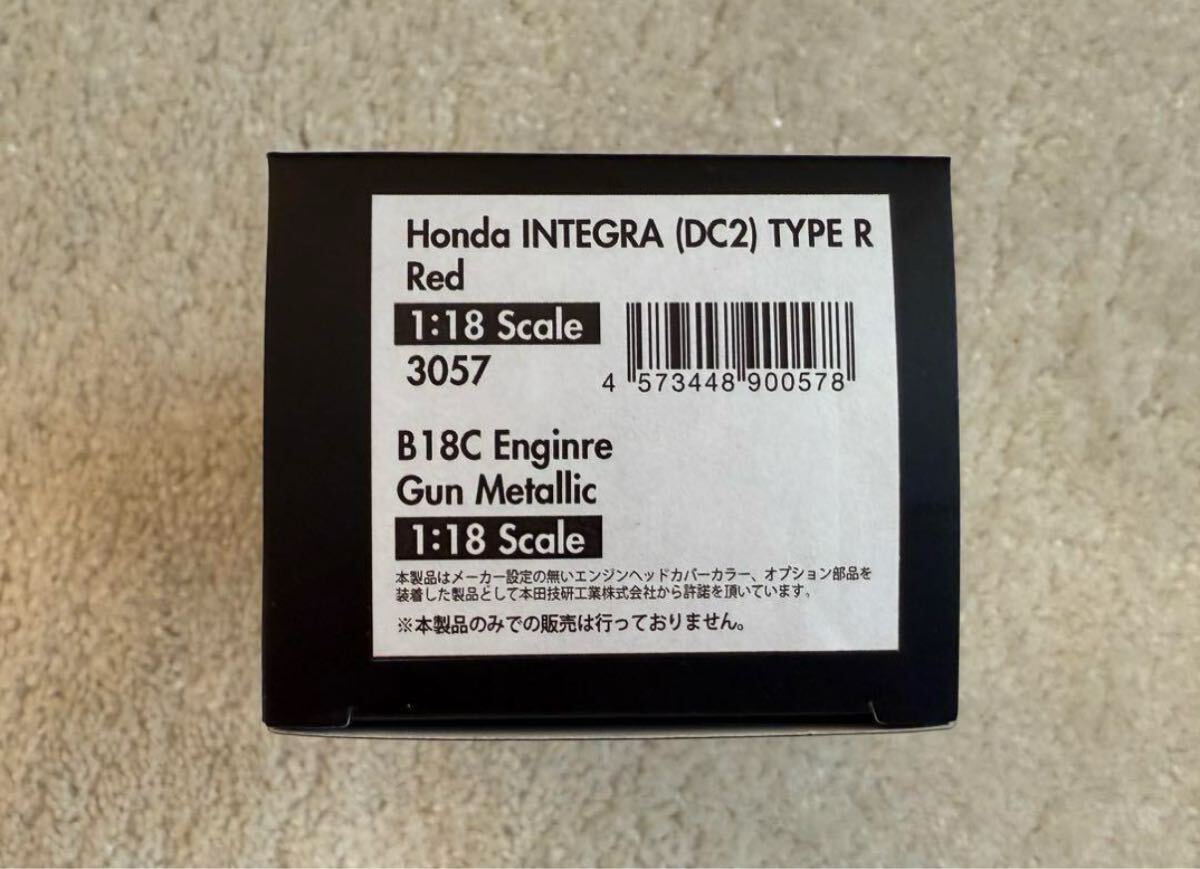 Honda INTEGRA (DC2) TYPE R
Red
1:18 Scale
3057
4 573448 900578
B18C Enginre
Gun Metallic
1:18 Scale
本製品はメーカー設定の無いエンジンヘッドカバーカラー、オプション部品を
装着した製品として本田技研工業株式会社から許諾を頂いています。
※本製品のみでの販売は行っておりません。